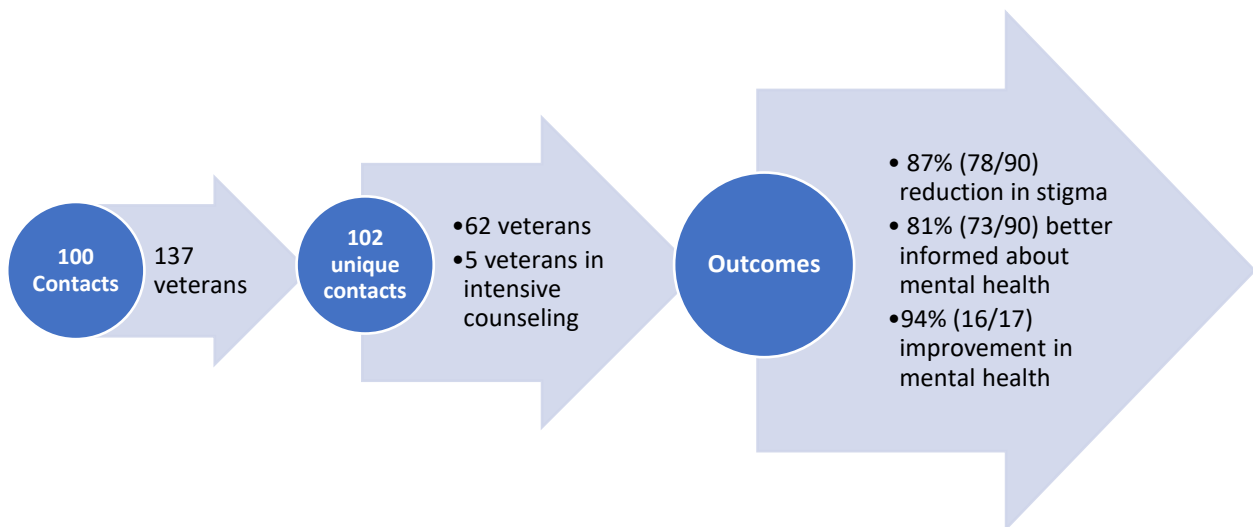 100
Contacts
137
veterans
102
unique
contacts
•62 veterans
•5 veterans in
intensive
counseling
Outcomes
• 87% (78/90)
reduction in stigma
• 81% (73/90) better
informed about
mental health
•94% (16/17)
improvement in
mental health